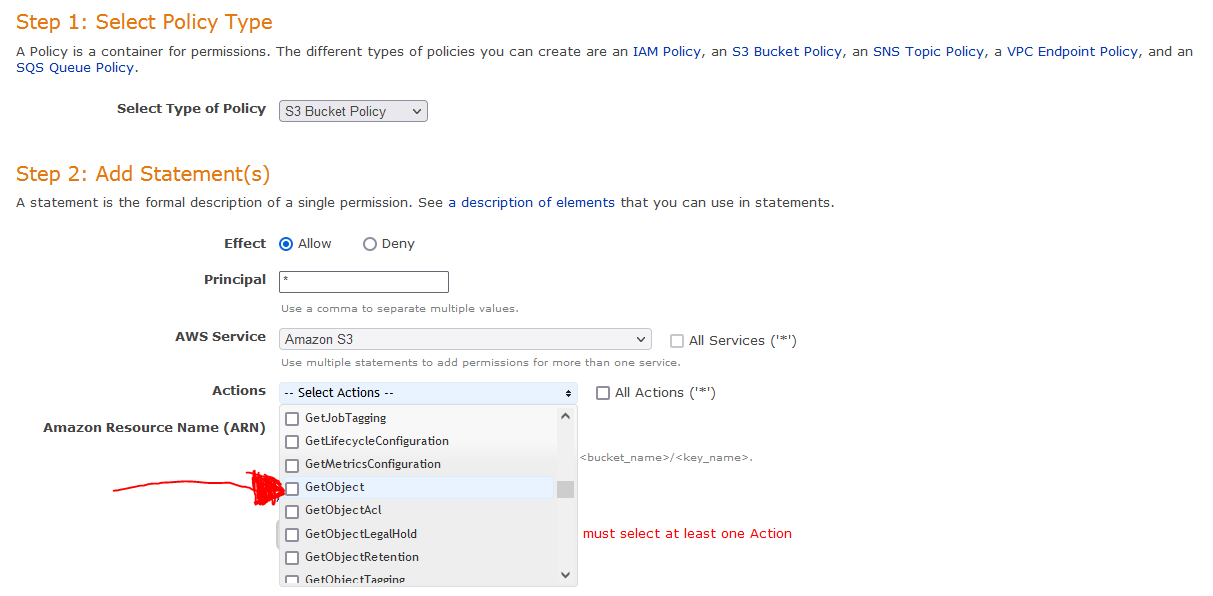 Step 1: Select Policy Type
A Policy is a container for permissions. The different types of policies you can create are an IAM Policy, an S3 Bucket Policy, an SNS Topic Policy, a VPC Endpoint Policy, and an
SQS Queue Policy.
Select Type of Policy S3 Bucket Policy
Step 2: Add Statement(s)
A statement is the formal description of a single permission. See a description of elements that you can use in statements.
Effect Allow Deny
Principal *
Use a comma to separate multiple values.
AWS Service Amazon S3 All Services ('*')
Use multiple statements to add permissions for more than one service.
Actions -- Select Actions -- All Actions ('*')
GetJobTagging
Amazon Resource Name (ARN)
GetLifecycleConfiguration
<bucket_name>/<key_name>.
GetMetricsConfiguration
GetObject
GetObjectAcl
GetObjectLegalHold must select at least one Action
GetObjectRetention
GetObjectTagging